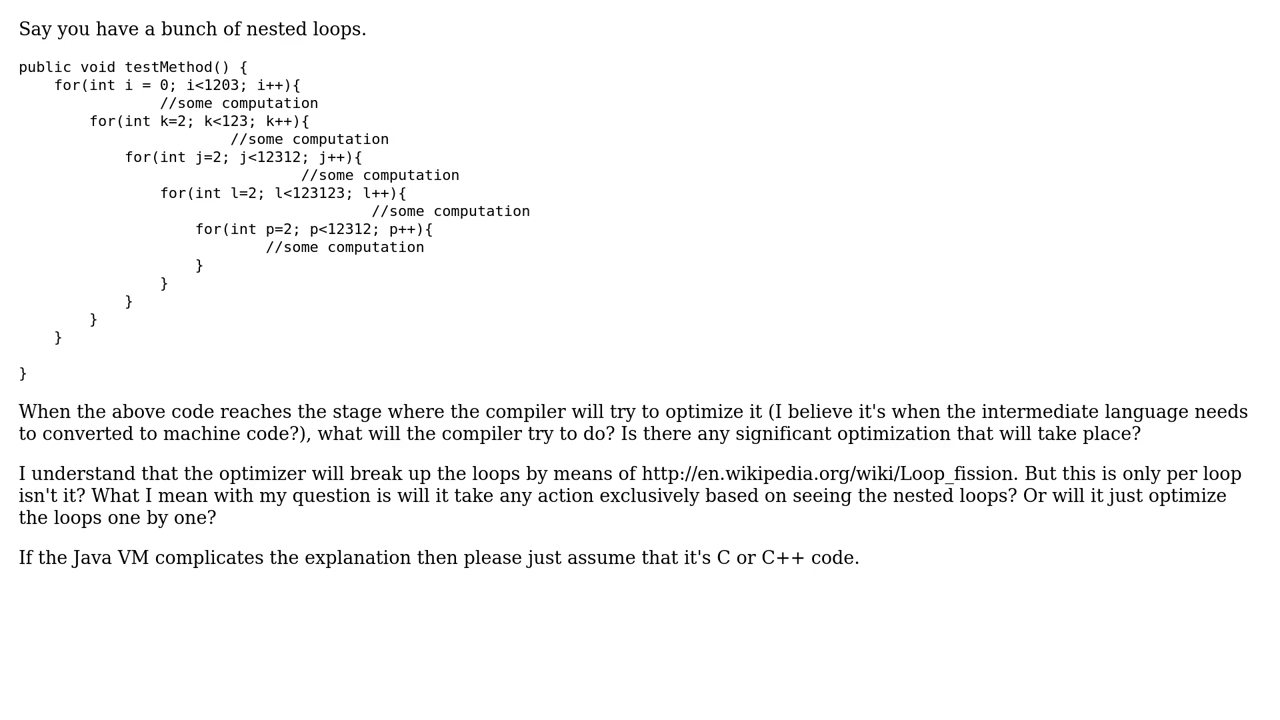 Say you have a bunch of nested loops.
public void testMethod() {
    for(int i = 0; i<1203; i++){
                //some computation
        for(int k=2; k<123; k++){
                        //some computation
            for(int j=2; j<12312; j++){
                                //some computation
                for(int l=2; l<123123; l++){
                                        //some computation
                    for(int p=2; p<12312; p++){
                            //some computation
                    }
                }
            }
        }
    }
}
When the above code reaches the stage where the compiler will try to optimize it (I believe it's when the intermediate language needs
to converted to machine code?), what will the compiler try to do? Is there any significant optimization that will take place?
I understand that the optimizer will break up the loops by means of http://en.wikipedia.org/wiki/Loop_fission. But this is only per loop
isn't it? What I mean with my question is will it take any action exclusively based on seeing the nested loops? Or will it just optimize
the loops one by one?
If the Java VM complicates the explanation then please just assume that it's C or C++ code.